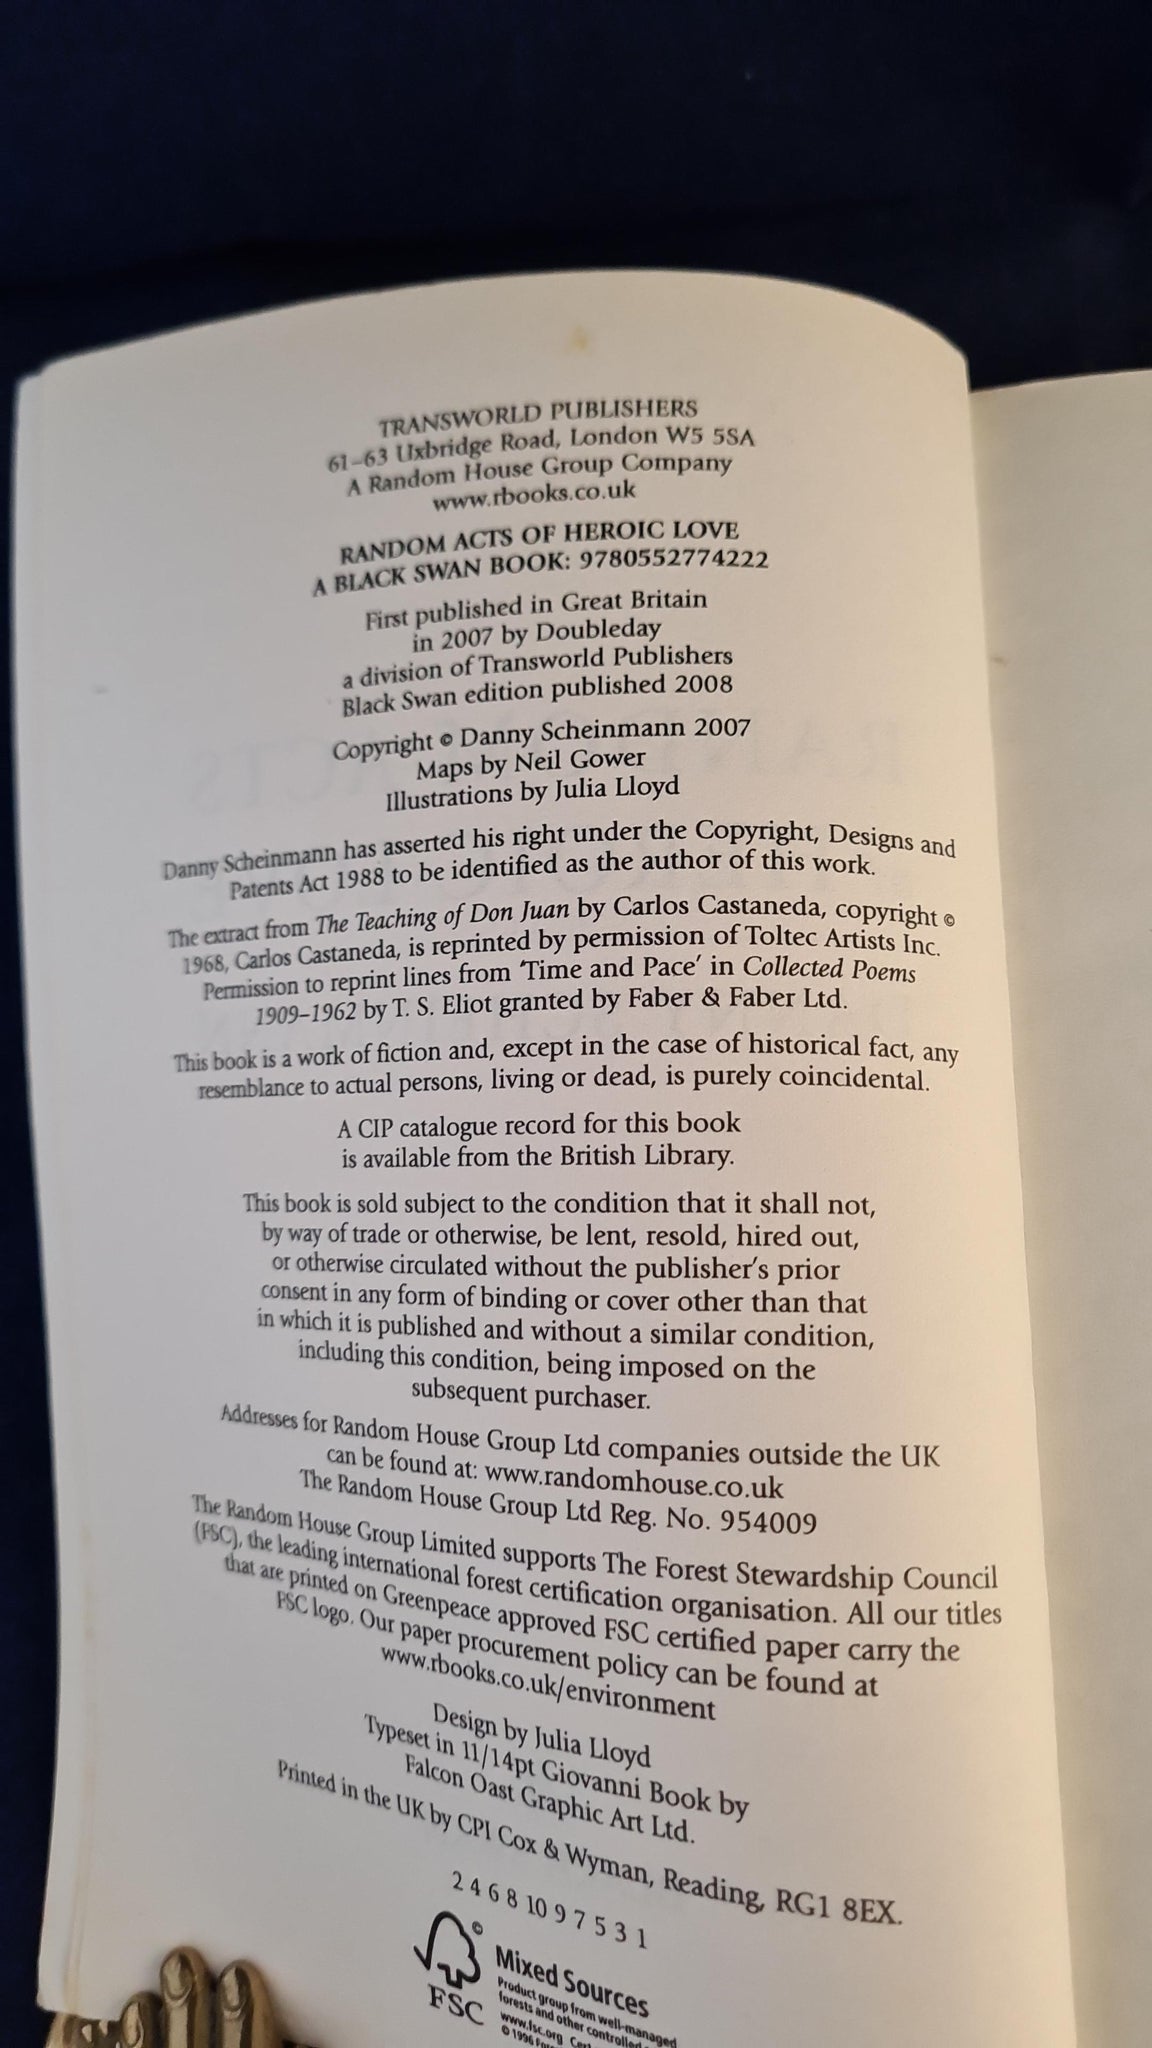 TRANSWORLD PUBLISHERS
61–63 Uxbridge Road, London W5 5SA
A Random House Group Company
www.rbooks.co.uk
RANDOM ACTS OF HEROIC LOVE
A BLACK SWAN BOOK: 9780552774222
First published in Great Britain
in 2007 by Doubleday
a division of Transworld Publishers
Black Swan edition published 2008
Copyright © Danny Scheinmann 2007
Maps by Neil Gower
Illustrations by Julia Lloyd
Danny Scheinmann has asserted his right under the Copyright, Designs and
Patents Act 1988 to be identified as the author of this work.
The extract from The Teaching of Don Juan by Carlos Castaneda, copyright ©
1968, Carlos Castaneda, is reprinted by permission of Toltec Artists Inc.
Permission to reprint lines from ‘Time and Pace’ in Collected Poems
1909–1962 by T. S. Eliot granted by Faber & Faber Ltd.
This book is a work of fiction and, except in the case of historical fact, any
resemblance to actual persons, living or dead, is purely coincidental.
A CIP catalogue record for this book
is available from the British Library.
This book is sold subject to the condition that it shall not,
by way of trade or otherwise, be lent, resold, hired out,
or otherwise circulated without the publisher’s prior
consent in any form of binding or cover other than that
in which it is published and without a similar condition,
including this condition, being imposed on the
subsequent purchaser.
Addresses for Random House Group Ltd companies outside the UK
can be found at: www.randomhouse.co.uk
The Random House Group Ltd Reg. No. 954009
The Random House Group Limited supports The Forest Stewardship Council
(FSC), the leading international forest certification organisation. All our titles
that are printed on Greenpeace approved FSC certified paper carry the
FSC logo. Our paper procurement policy can be found at
www.rbooks.co.uk/environment
Design by Julia Lloyd
Typeset in 11/14pt Giovanni Book by
Falcon Oast Graphic Art Ltd.
Printed in the UK by CPI Cox & Wyman, Reading, RG1 8EX.
2 4 6 8 10 9 7 5 3 1
©
FSC
Mixed Sources
Product group from well-managed
forests and other controlled
www.fsc.org
© 1996